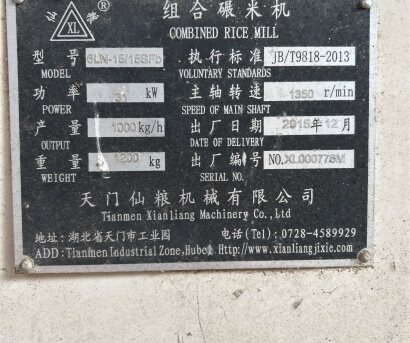 仙粮 ® 组合碾米机
XL COMBINED RICE MILL
型号 6LN-15/15SFb 执行标准 JB/T9818-2013
MODEL VOLUNTARY STANDARDS
功率 kW 主轴转速 1350 r/min
POWER SPEED OF MAIN SHAFT
产量 1000kg/h 出厂日期 2015年12月
OUTPUT DATE OF DELIVERY
重量 1200 kg 出厂编号 NO.XL000778M
WEIGHT SERIAL NO.
天门仙粮机械有限公司
Tianmen Xianliang Machinery Co.,Ltd
地址:湖北省天门市工业园 电话(Tel):0728-4589929
ADD:Tianmen Industrial Zone,Hubei Http://www.xianliangjixie.com